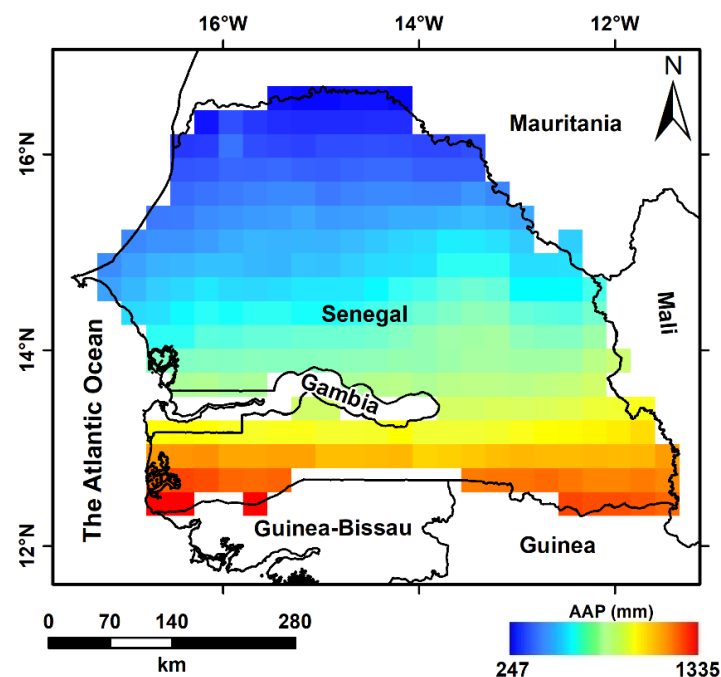 16°W 14°W 12°W
N
Mauritania
16°N
Senegal
Mali
14°N
Gambia
The Atlantic Ocean
Guinea-Bissau
Guinea
12°N
0 70 140 280
km
AAP (mm)
247 1335